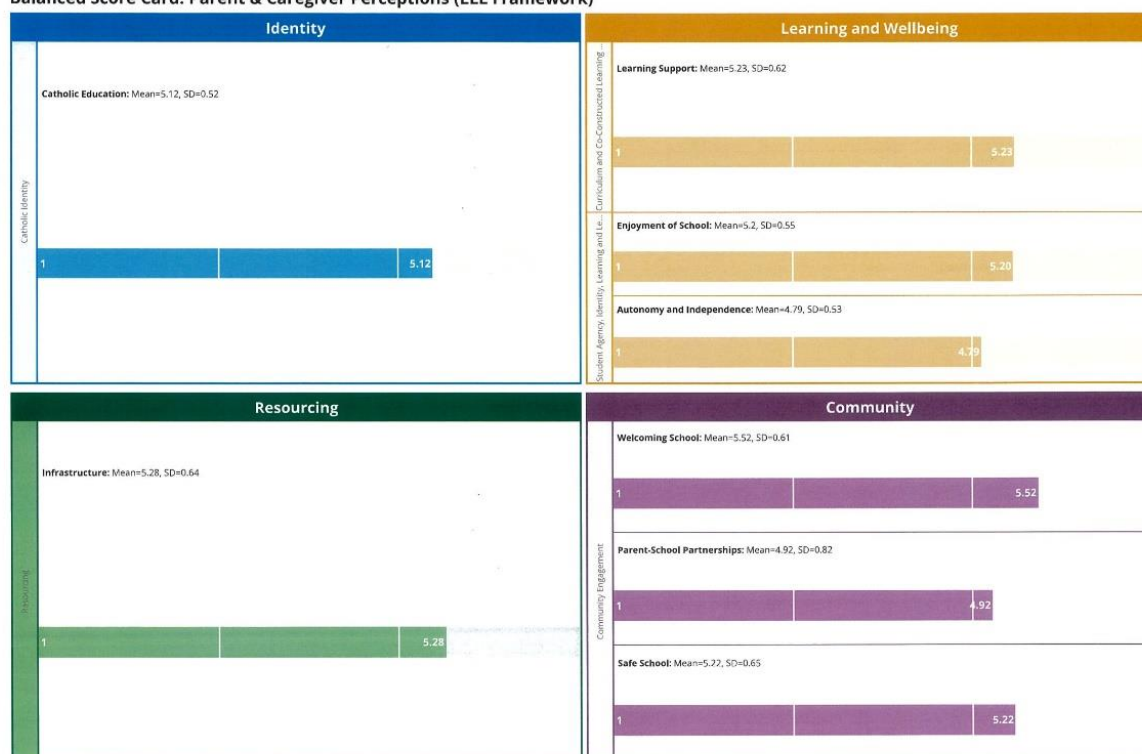 Balanced Score Card: Parent & Caregiver Perceptions (LLL Framework)
Identity
Catholic Identity
Catholic Education: Mean=5.12, SD=0.52
1
5.12
Learning and Wellbeing
Curriculum and Co-Constructed Learning ...
Learning Support: Mean=5.23, SD=0.62
1
5.23
Student Agency, Identity, Learning and Le...
Enjoyment of School: Mean=5.2, SD=0.55
1
5.20
Autonomy and Independence: Mean=4.79, SD=0.53
1
4.79
Resourcing
Resourcing
Infrastructure: Mean=5.28, SD=0.64
1
5.28
Community
Community Engagement
Welcoming School: Mean=5.52, SD=0.61
1
5.52
Parent-School Partnerships: Mean=4.92, SD=0.82
1
4.92
Safe School: Mean=5.22, SD=0.65
1
5.22